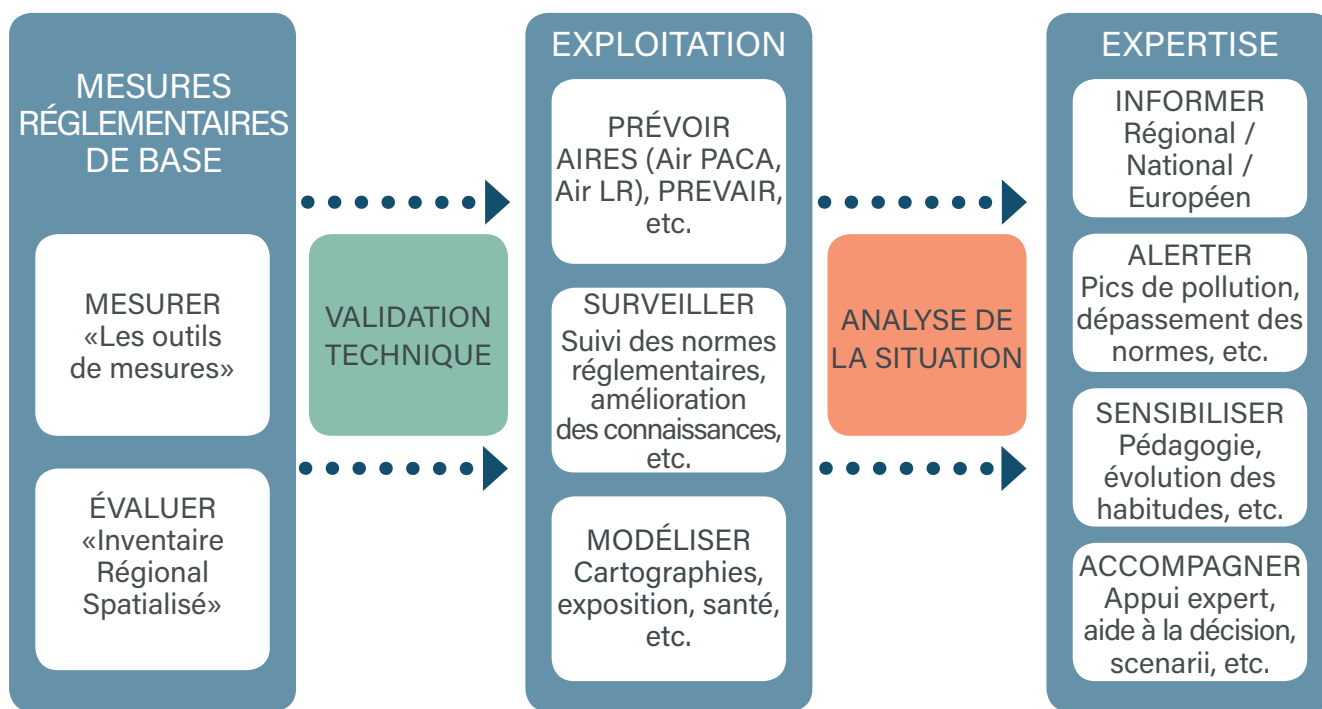 MESURES
RÉGLEMENTAIRES
DE BASE
MESURER
«Les outils
de mesures»
ÉVALUER
«Inventaire
Régional
Spatialisé»
VALIDATION
TECHNIQUE
EXPLOITATION
PRÉVOIR
AIRES (Air PACA,
Air LR), PREVAIR,
etc.
SURVEILLER
Suivi des normes
réglementaires,
amélioration
des connaissances,
etc.
MODÉLISER
Cartographies,
exposition, santé,
etc.
ANALYSE DE
LA SITUATION
EXPERTISE
INFORMER
Régional /
National /
Européen
ALERTER
Pics de pollution,
dépassement des
normes, etc.
SENSIBILISER
Pédagogie,
évolution des
habitudes, etc.
ACCOMPAGNER
Appui expert,
aide à la décision,
scenarii, etc.